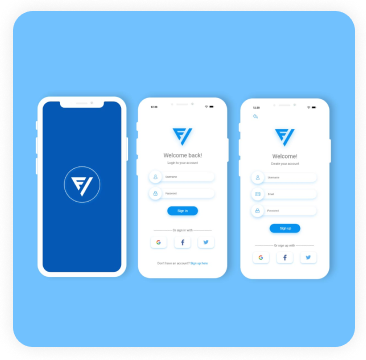 Welcome back!
Login to your account
Username
Password
Sign in
Or sign in with
G f
Don't have an account? Sign up here
Welcome!
Create your account
Username
Email
Password
Sign up
Or sign up with
G f